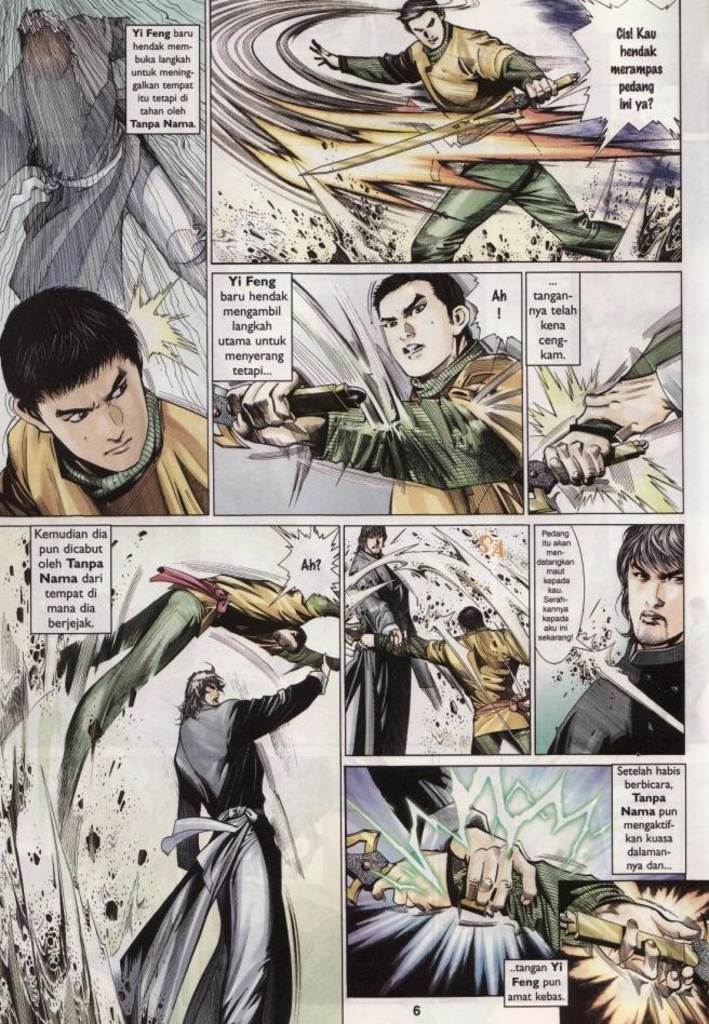 Yi Feng baru
hendak mem-
buka langkah
untuk mening-
galkan tempat
itu tetapi di
tahan oleh
Tanpa Nama.
Cis! Kau
hendak
merampas
pedang
ini ya?
Yi Feng
baru hendak
mengambil
langkah
utama untuk
menyerang
tetapi...
Ah
!
...
tangan-
nya telah
kena
ceng-
kam.
Kemudian dia
pun dicabut
oleh Tanpa
Nama dari
tempat di
mana dia
berjejak.
Ah?
SA
Pedang
itu akan
men-
datangkan
maut
kepada
kau.
Serah-
kannya
kepada
aku ini
sekarang!
Setelah habis
berbicara,
Tanpa
Nama pun
mengaktif-
kan kuasa
dalaman-
nya dan...
..tangan Yi
Feng pun
amat kebas.
6